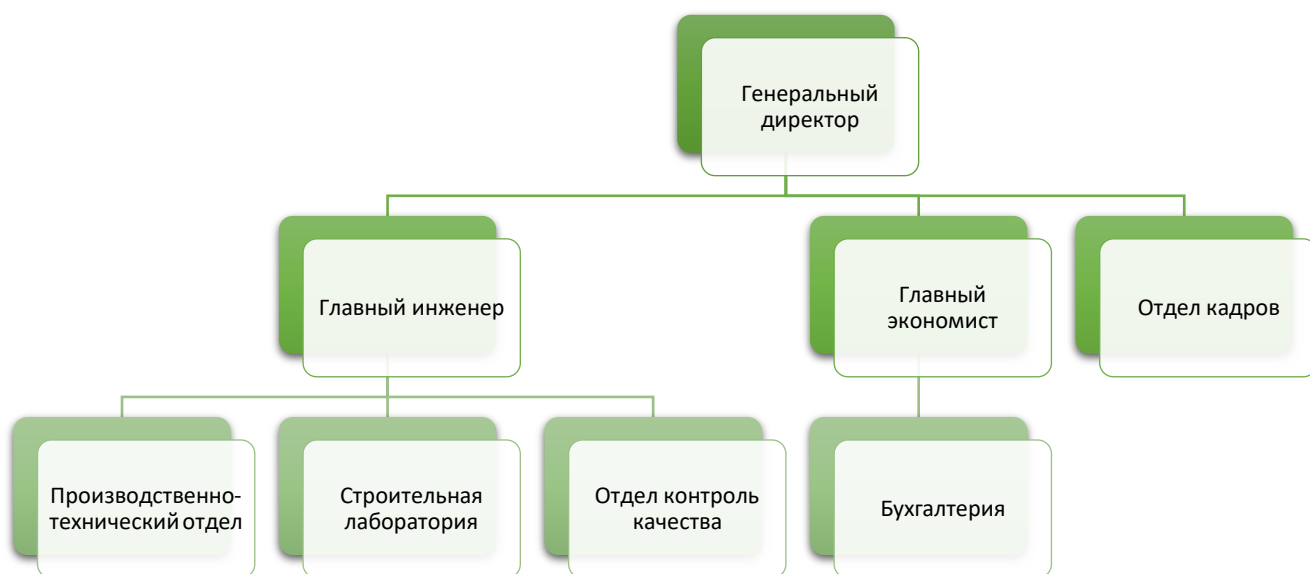 Генеральный
директор
Главный инженер
Главный
экономист
Отдел кадров
Производственно-
технический отдел
Строительная
лаборатория
Отдел контроль
качества
Бухгалтерия